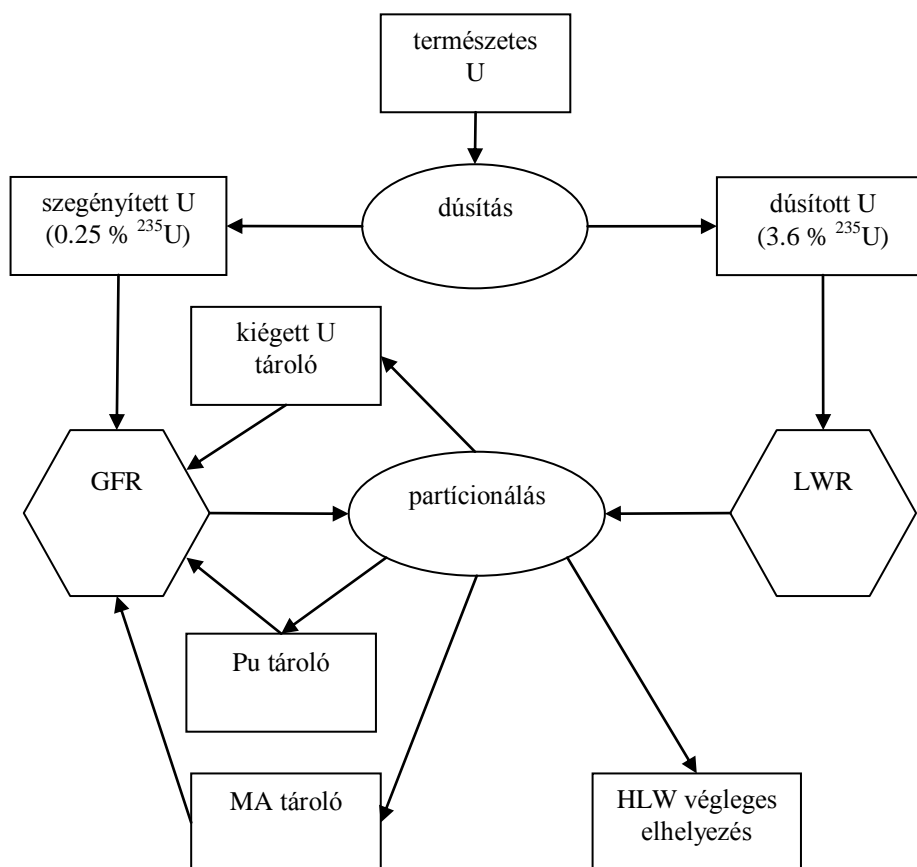 természetes
U
szegényített U
(0.25 % ²³⁵U)
dúsítás
dúsított U
(3.6 % ²³⁵U)
kiégett U
tároló
GFR
partícionálás
LWR
Pu tároló
MA tároló
HLW végleges
elhelyezés